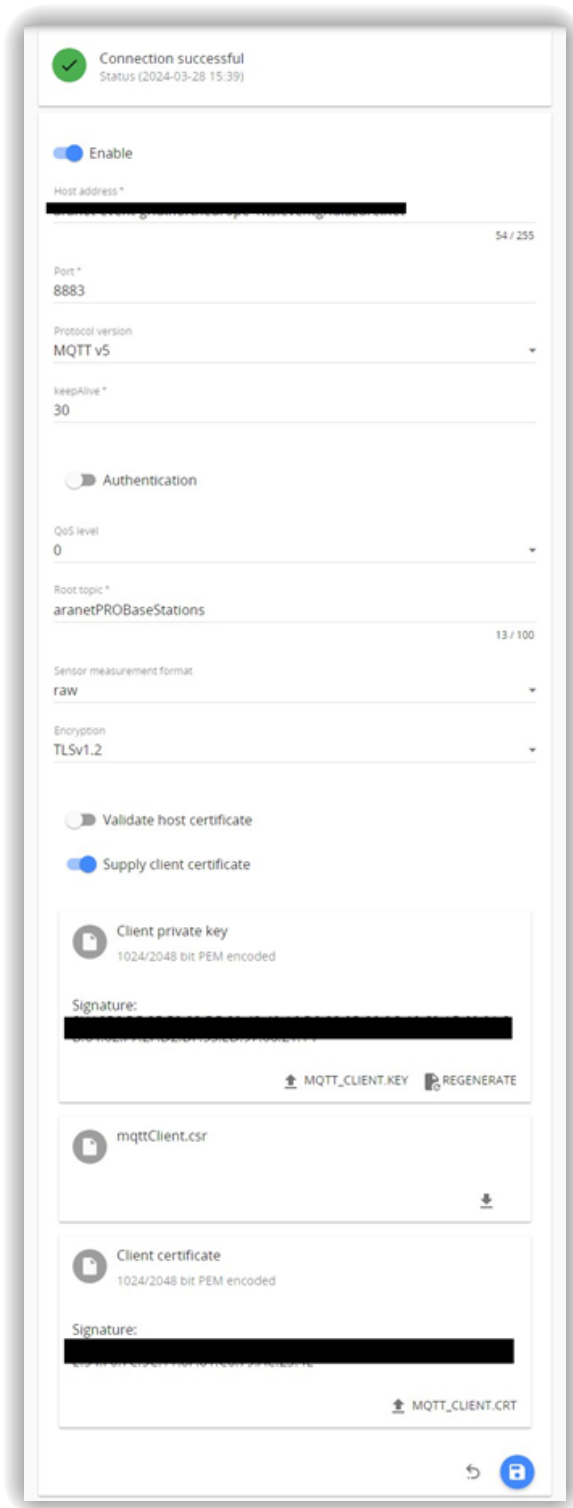 Connection successful
Status (2024-03-28 15:39)
Enable
Host address *
54 / 255
Port *
8883
Protocol version
MQTT v5
keepAlive *
30
Authentication
QoS level
0
Root topic *
aranetPROBaseStations
13 / 100
Sensor measurement format
raw
Encryption
TLSv1.2
Validate host certificate
Supply client certificate
Client private key
1024/2048 bit PEM encoded
Signature:
MQTT_CLIENT.KEY REGENERATE
mqttClient.csr
Client certificate
1024/2048 bit PEM encoded
Signature:
MQTT_CLIENT.CRT